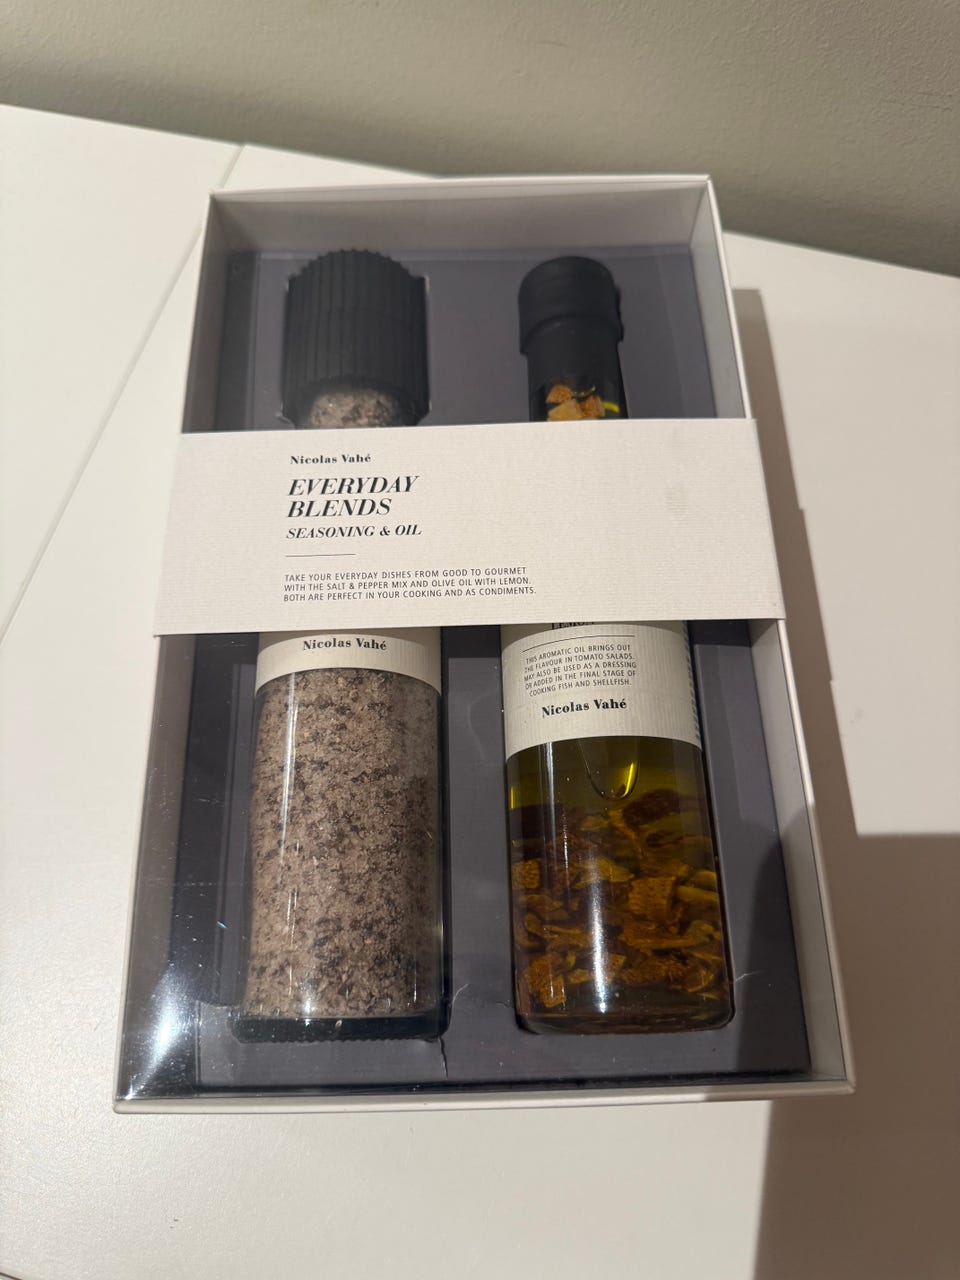 Nicolas Vahé
EVERYDAY
BLENDS
SEASONING & OIL
TAKE YOUR EVERYDAY DISHES FROM GOOD TO GOURMET
WITH THE SALT & PEPPER MIX AND OLIVE OIL WITH LEMON.
BOTH ARE PERFECT IN YOUR COOKING AND AS CONDIMENTS.
Nicolas Vahé
LEMON
THIS AROMATIC OIL BRINGS OUT
THE FLAVOUR IN TOMATO SALADS.
MAY ALSO BE USED AS A DRESSING
OR ADDED IN THE FINAL STAGE OF
COOKING FISH AND SHELLFISH.
Nicolas Vahé